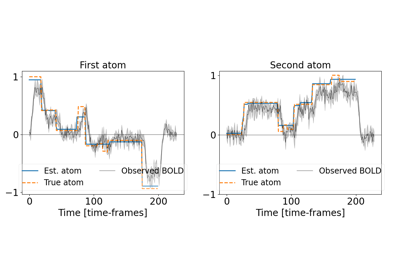 First atom
1
0
−1
Est. atom
Observed BOLD
True atom
0
100
200
Time [time-frames]
Second atom
1
0
−1
Est. atom
Observed BOLD
True atom
0
100
200
Time [time-frames]